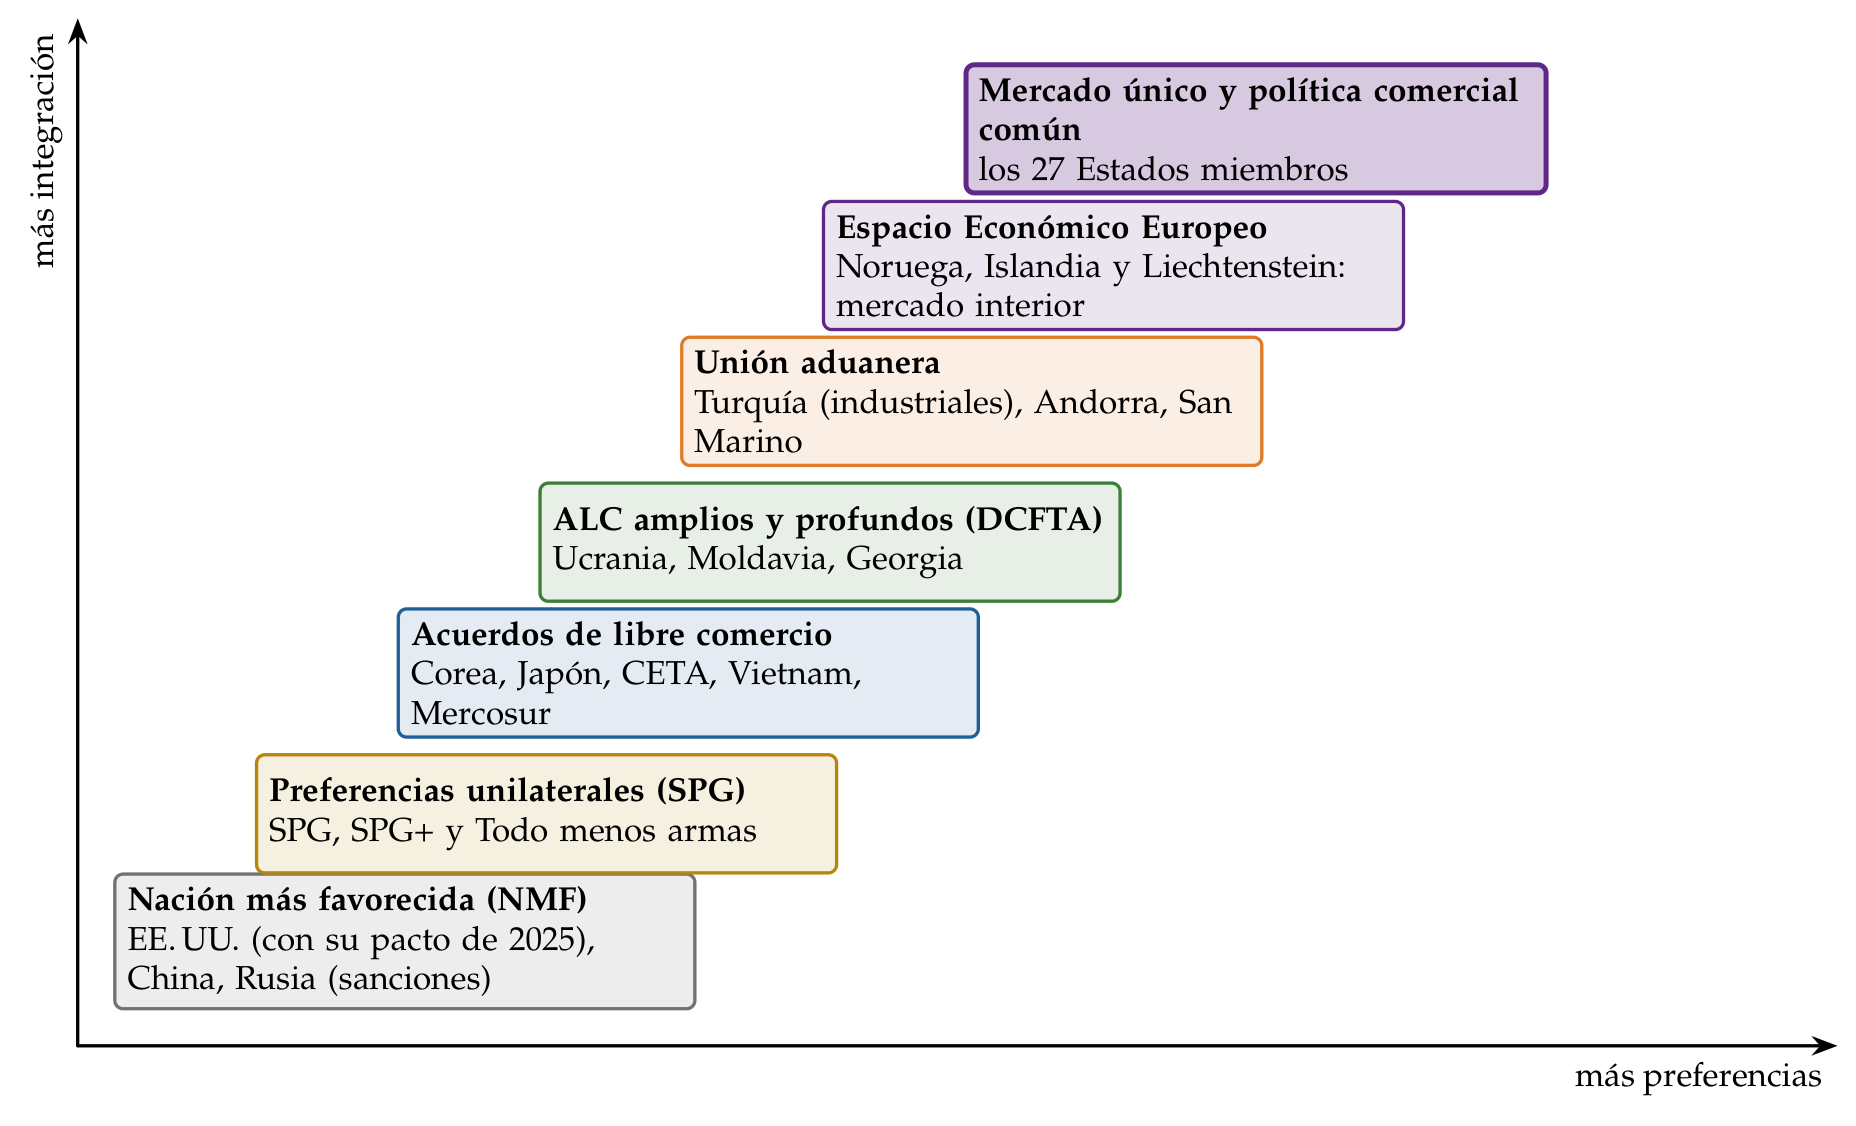 más integración
Mercado único y política comercial
común
los 27 Estados miembros
Espacio Económico Europeo
Noruega, Islandia y Liechtenstein:
mercado interior
Unión aduanera
Turquía (industriales), Andorra, San
Marino
ALC amplios y profundos (DCFTA)
Ucrania, Moldavia, Georgia
Acuerdos de libre comercio
Corea, Japón, CETA, Vietnam,
Mercosur
Preferencias unilaterales (SPG)
SPG, SPG+ y Todo menos armas
Nación más favorecida (NMF)
EE. UU. (con su pacto de 2025),
China, Rusia (sanciones)
más preferencias